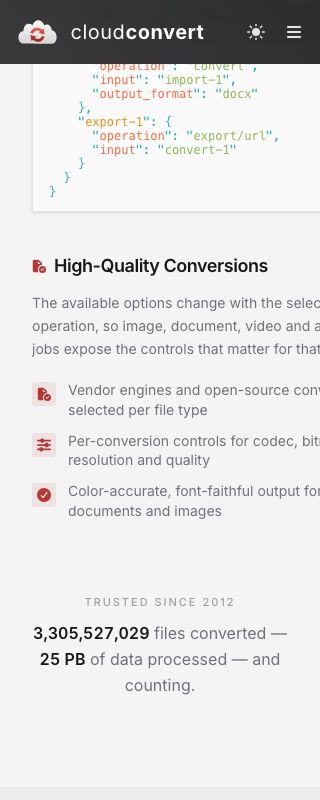 cloudconvert
"operation": "convert",
"input": "import-1",
"output_format": "docx"
},
"export-1": {
"operation": "export/url",
"input": "convert-1"
}
}
}
High-Quality Conversions
The available options change with the
operation, so image, document, video and
jobs expose the controls that matter for that
Vendor engines and open-source
selected per file type
Per-conversion controls for codec,
resolution and quality
Color-accurate, font-faithful output
documents and images
TRUSTED SINCE 2012
3,305,527,029 files converted —
25 PB of data processed — and
counting.